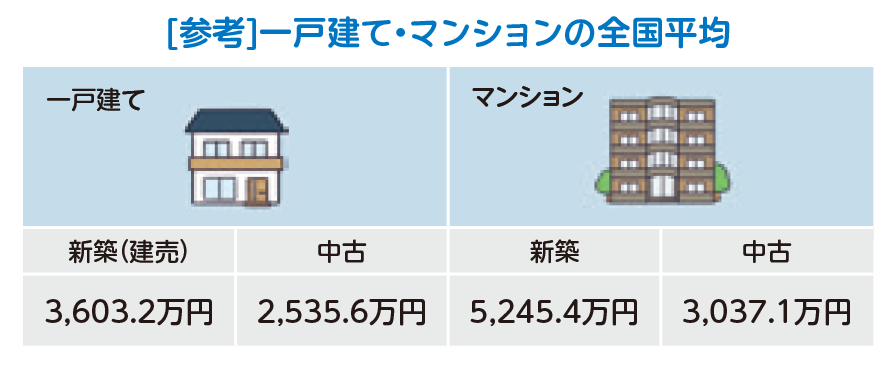 [参考]一戸建て・マンションの全国平均
一戸建て
マンション
新築(建売)
中古
新築
中古
3,603.2万円
2,535.6万円
5,245.4万円
3,037.1万円